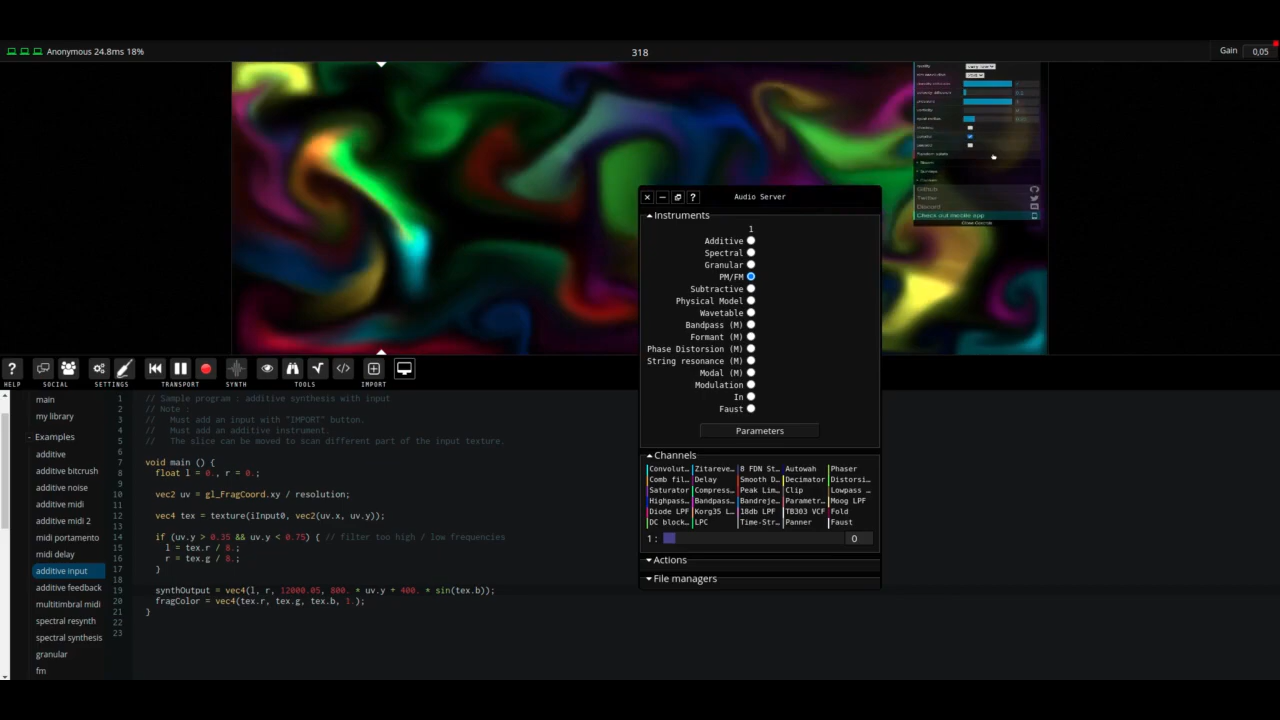 Anonymous 24.8ms 18%
318
Gain 0,05
Github
Twitter
Discord
Check out mobile app
Close Controls
Audio Server
Instruments
1
Additive
Spectral
Granular
PM/FM
Subtractive
Physical Model
Wavetable
Bandpass (M)
Formant (M)
Phase Distorsion (M)
String resonance (M)
Modal (M)
Modulation
In
Faust
Parameters
Channels
Convolut… Zitareve… 8 FDN St… Autowah Phaser
Comb fil… Delay Smooth D… Decimator Distorsi…
Saturator Compress… Peak Lim… Clip Lowpass …
Highpass… Bandpass… Bandreje… Parametr… Moog LPF
Diode LPF Korg35 L… 18db LPF TB303 VCF Fold
DC block… LPC Time-Str… Panner Faust
1 : 0
Actions
File managers
?
HELP SOCIAL SETTINGS TRANSPORT SYNTH TOOLS IMPORT
main
my library
Examples
additive
additive bitcrush
additive noise
additive midi
additive midi 2
midi portamento
midi delay
additive input
additive feedback
multitimbral midi
spectral resynth
spectral synthesis
granular
fm
1 // Sample program : additive synthesis with input
2 // Note :
3 //   Must add an input with "IMPORT" button.
4 //   Must add an additive instrument.
5 //   The slice can be moved to scan different part of the input texture.
6
7 void main () {
8   float l = 0., r = 0.;
9
10   vec2 uv = gl_FragCoord.xy / resolution;
11
12   vec4 tex = texture(iInput0, vec2(uv.x, uv.y));
13
14   if (uv.y > 0.35 && uv.y < 0.75) { // filter too high / low frequencies
15     l = tex.r / 8.;
16     r = tex.g / 8.;
17   }
18
19   synthOutput = vec4(l, r, 12000.05, 800. * uv.y + 400. * sin(tex.b));
20   fragColor = vec4(tex.r, tex.g, tex.b, 1.);
21 }
22
23